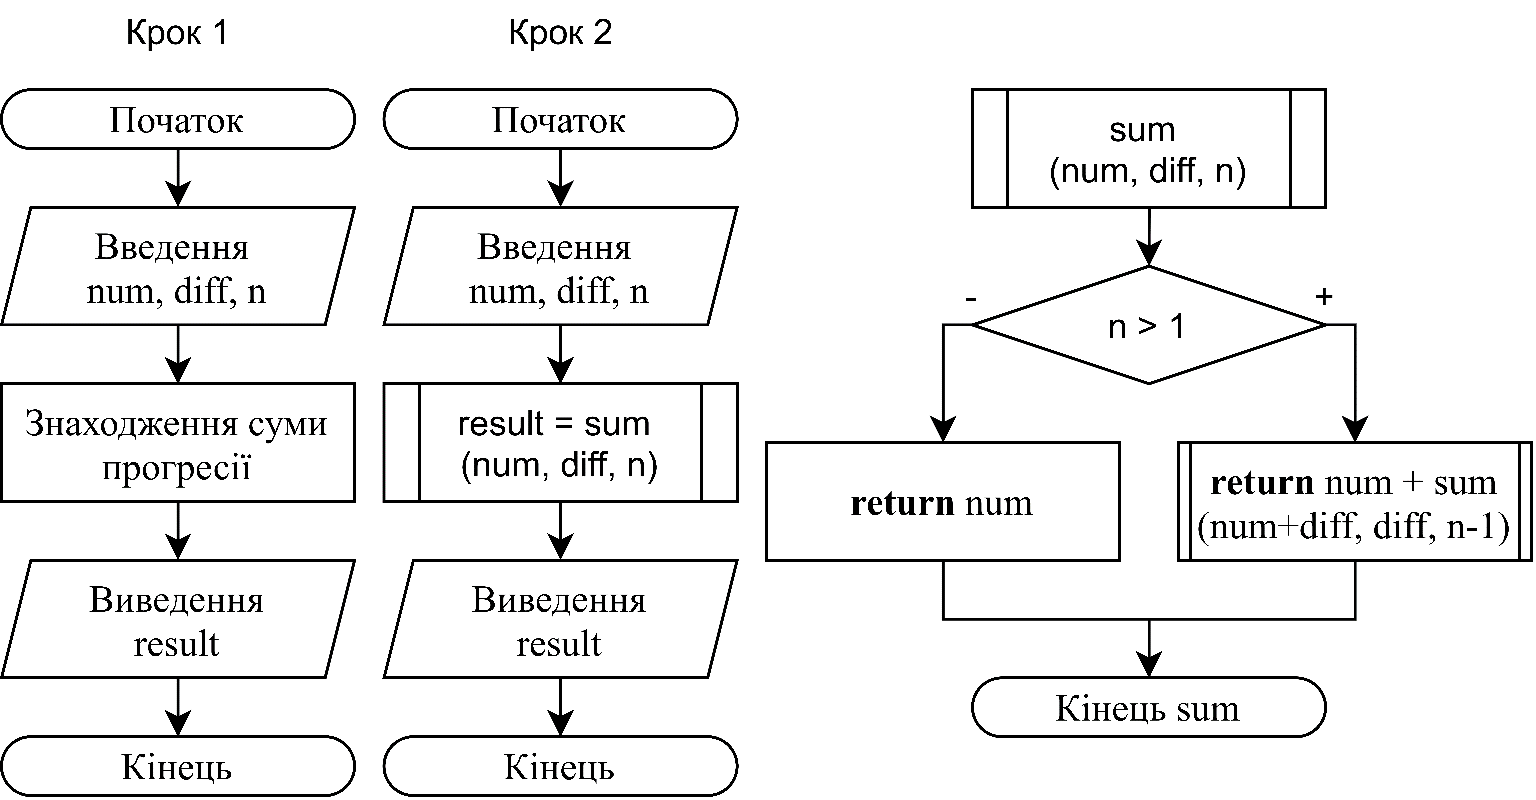 Крок 1
Початок
Введення
num, diff, n
Знаходження суми
прогресії
Виведення
result
Кінець
Крок 2
Початок
Введення
num, diff, n
result = sum
(num, diff, n)
Виведення
result
Кінець
sum
(num, diff, n)
n > 1
-
+
return num
return num + sum
(num+diff, diff, n-1)
Кінець sum